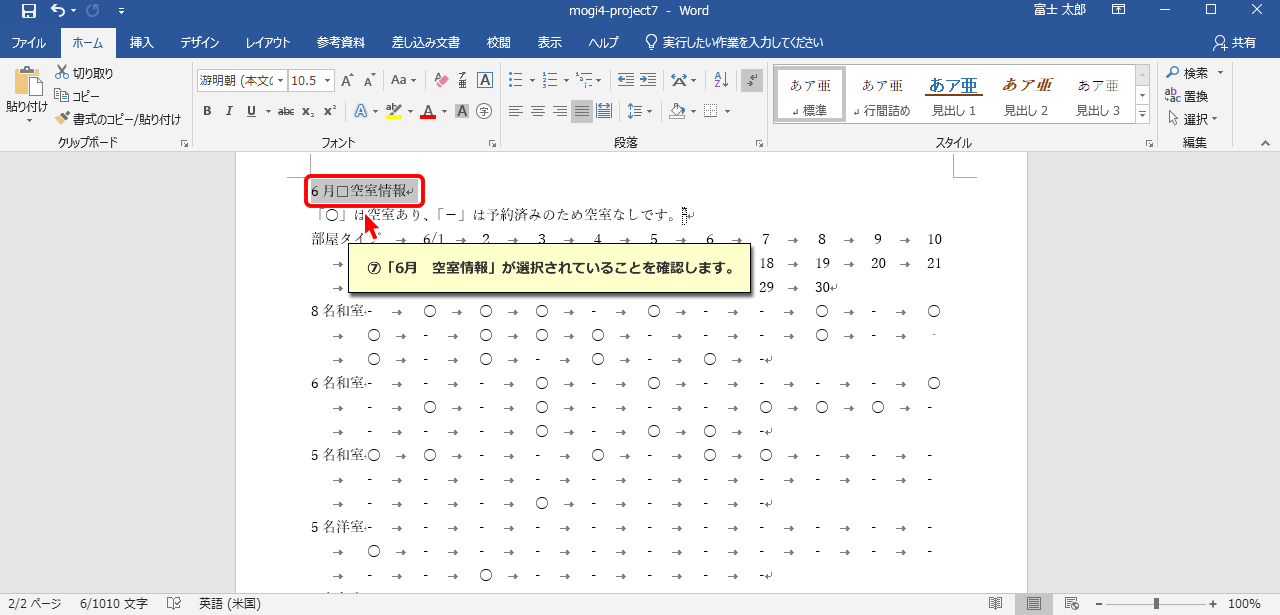 mogi4-project7 - Word 富士 太郎
ファイル ホーム 挿入 デザイン レイアウト 参考資料 差し込み文書 校閲 表示 ヘルプ 実行したい作業を入力してください 共有
貼り付け 切り取り コピー 書式のコピー/貼り付け
游明朝 (本文の 10.5
B I U abc x₂ x²
あア亜 標準 あア亜 行間詰め あア亜 見出し 1 あア亜 見出し 2 あア亜 見出し 3
検索 置換 選択
クリップボード フォント 段落 スタイル 編集
6 月□空室情報
「〇」は空室あり、「－」は予約済みのため空室なしです。
部屋タイプ → 6/1 → 2 → 3 → 4 → 5 → 6 → 7 → 8 → 9 → 10
⑦「6月　空室情報」が選択されていることを確認します。
18 → 19 → 20 → 21
29 → 30
8 名和室 - → 〇 → 〇 → 〇 → - → 〇 → - → - → 〇 → - → 〇
→ 〇 → - → 〇 → 〇 → 〇 → - → - → - → 〇 → - → -
→ 〇 → - → 〇 → - → 〇 → - → 〇 → -
6 名和室 - → - → - → 〇 → - → 〇 → - → - → - → - → 〇
→ - → 〇 → - → 〇 → - → - → - → 〇 → 〇 → 〇 → -
→ - → - → - → 〇 → - → 〇 → 〇 → -
5 名和室 〇 → 〇 → - → - → 〇 → - → 〇 → 〇 → - → - → -
→ - → - → - → - → - → - → - → - → - → - → -
→ - → - → - → 〇 → - → - → - → -
5 名洋室 - → - → - → - → - → - → - → - → - → - → -
→ 〇 → - → - → - → - → - → - → - → - → - → -
→ - → - → 〇 → - → - → - → - → -
2/2 ページ 6/1010 文字 英語 (米国) 100%